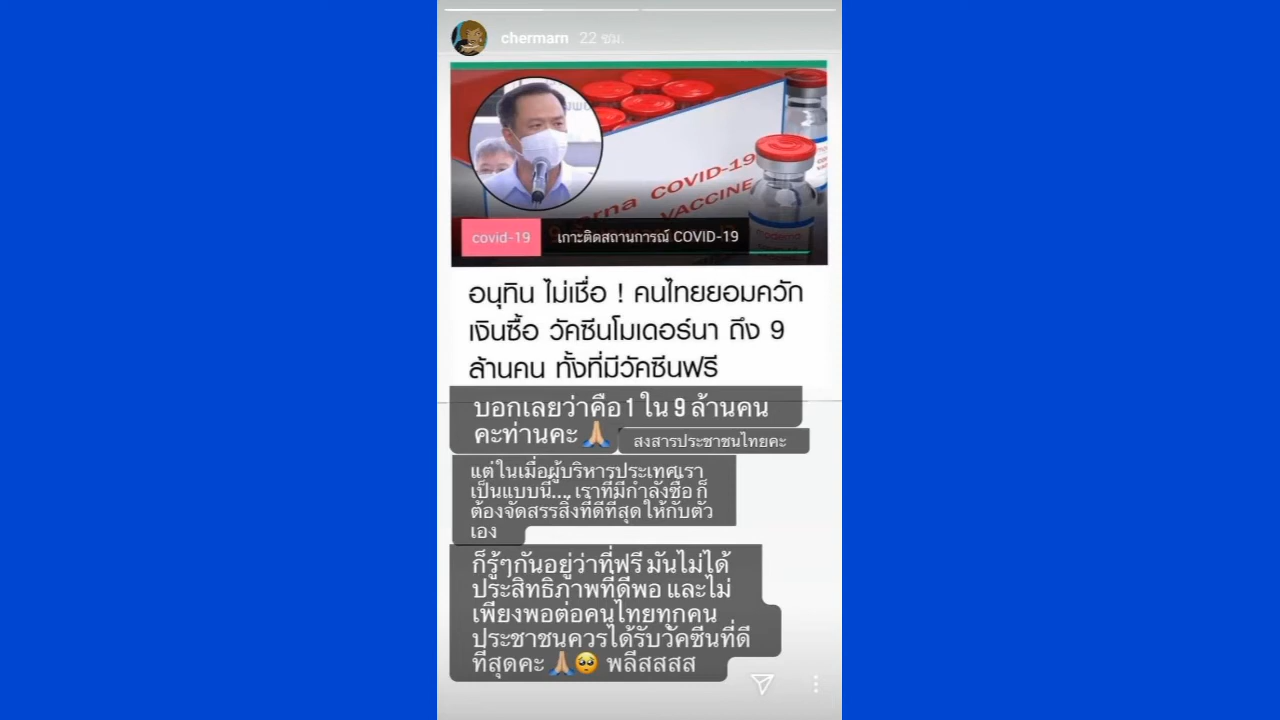 chermarn 22 ชม.
COVID-19
VACCINE
covid-19 เกาะติดสถานการณ์ COVID-19
อนุทิน ไม่เชื่อ ! คนไทยยอมควัก
เงินซื้อ วัคซีนโมเดอร์นา ถึง 9
ล้านคน ทั้งที่มีวัคซีนฟรี
บอกเลยว่าคือ 1 ใน 9 ล้านคน
คะท่านคะ🙏🏼 สงสารประชาชนไทยคะ
แต่ในเมื่อผู้บริหารประเทศเรา
เป็นแบบนี้.... เราที่มีกำลังซื้อ ก็
ต้องจัดสรรสิ่งที่ดีที่สุด ให้กับตัว
เอง
ก็รู้ๆกันอยู่ว่าที่ฟรี มันไม่ได้
ประสิทธิภาพที่ดีพอ และไม่
เพียงพอต่อคนไทยทุกคน
ประชาชนควรได้รับวัคซีนที่ดี
ที่สุดคะ 🙏🏼🥺 พลีสสสส